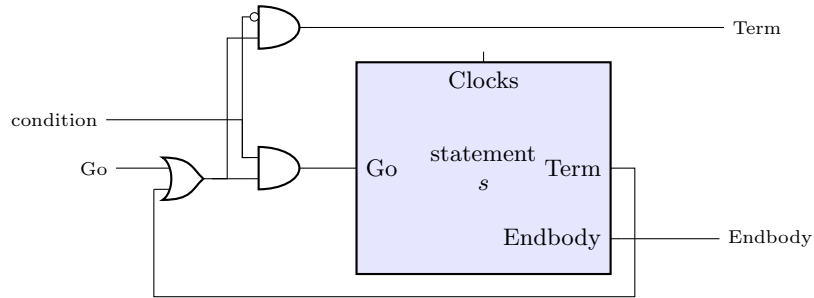 Term
Clocks
condition
statement
Go
Go
Term
s
Endbody
Endbody